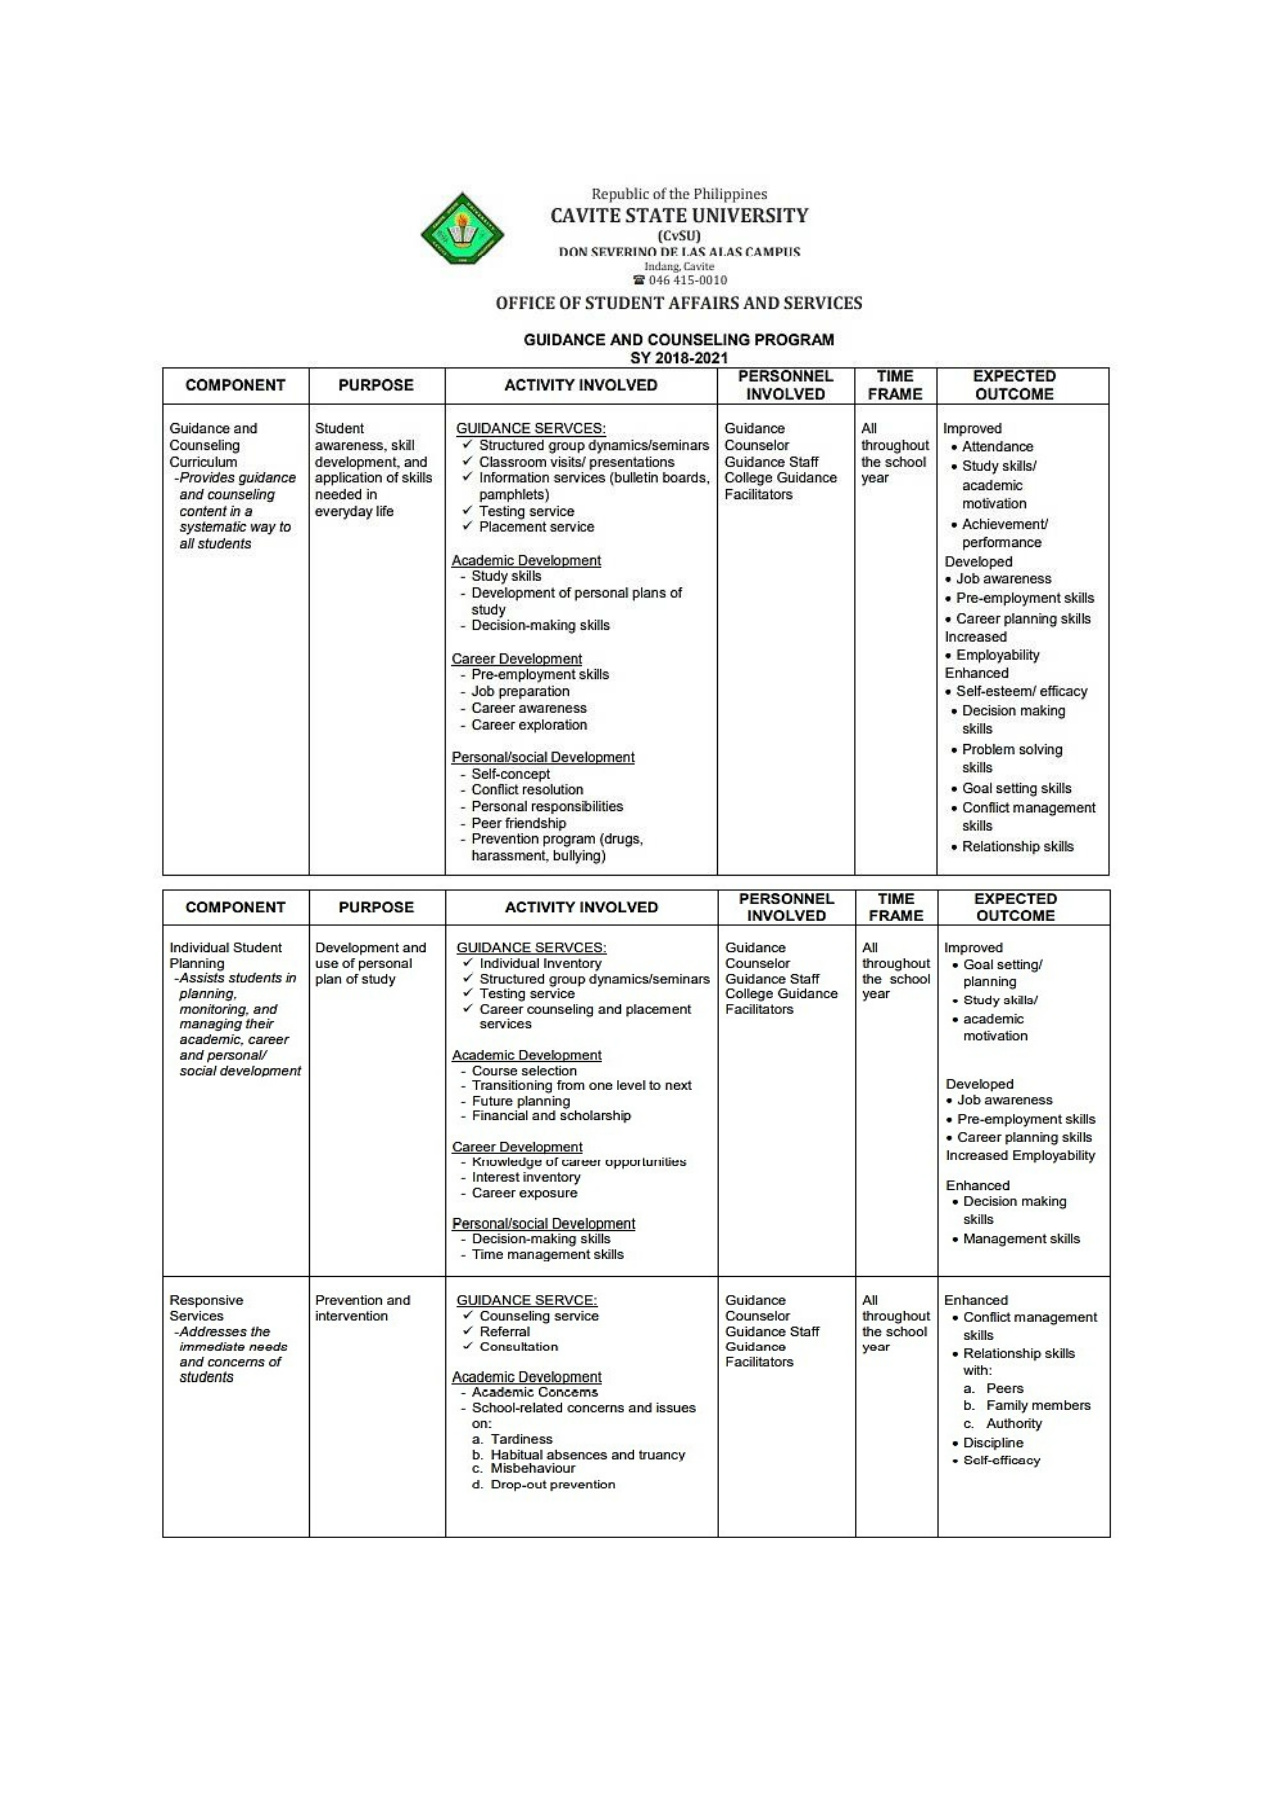 Republic of the Philippines
CAVITE STATE UNIVERSITY
(CvSU)
DON SEVERINO DE LAS ALAS CAMPUS
Indang, Cavite
☎ 046 415-0010
OFFICE OF STUDENT AFFAIRS AND SERVICES
GUIDANCE AND COUNSELING PROGRAM
SY 2018-2021
COMPONENT
PURPOSE
ACTIVITY INVOLVED
PERSONNEL
INVOLVED
TIME
FRAME
EXPECTED
OUTCOME
Guidance and
Counseling
Curriculum
-Provides guidance
and counseling
content in a
systematic way to
all students
Student
awareness, skill
development, and
application of skills
needed in
everyday life
GUIDANCE SERVCES:
✓ Structured group dynamics/seminars
✓ Classroom visits/ presentations
✓ Information services (bulletin boards,
pamphlets)
✓ Testing service
✓ Placement service
Academic Development
- Study skills
- Development of personal plans of
study
- Decision-making skills
Career Development
- Pre-employment skills
- Job preparation
- Career awareness
- Career exploration
Personal/social Development
- Self-concept
- Conflict resolution
- Personal responsibilities
- Peer friendship
- Prevention program (drugs,
harassment, bullying)
Guidance
Counselor
Guidance Staff
College Guidance
Facilitators
All
throughout
the school
year
Improved
• Attendance
• Study skills/
academic
motivation
• Achievement/
performance
Developed
• Job awareness
• Pre-employment skills
• Career planning skills
Increased
• Employability
Enhanced
• Self-esteem/ efficacy
• Decision making
skills
• Problem solving
skills
• Goal setting skills
• Conflict management
skills
• Relationship skills
COMPONENT
PURPOSE
ACTIVITY INVOLVED
PERSONNEL
INVOLVED
TIME
FRAME
EXPECTED
OUTCOME
Individual Student
Planning
-Assists students in
planning,
monitoring, and
managing their
academic, career
and personal/
social development
Development and
use of personal
plan of study
GUIDANCE SERVCES:
✓ Individual Inventory
✓ Structured group dynamics/seminars
✓ Testing service
✓ Career counseling and placement
services
Academic Development
- Course selection
- Transitioning from one level to next
- Future planning
- Financial and scholarship
Career Development
- Knowledge of career opportunities
- Interest inventory
- Career exposure
Personal/social Development
- Decision-making skills
- Time management skills
Guidance
Counselor
Guidance Staff
College Guidance
Facilitators
All
throughout
the school
year
Improved
• Goal setting/
planning
• Study skills/
• academic
motivation
Developed
• Job awareness
• Pre-employment skills
• Career planning skills
Increased Employability
Enhanced
• Decision making
skills
• Management skills
Responsive
Services
-Addresses the
immediate needs
and concerns of
students
Prevention and
intervention
GUIDANCE SERVCE:
✓ Counseling service
✓ Referral
✓ Consultation
Academic Development
- Academic Concerns
- School-related concerns and issues
on:
a. Tardiness
b. Habitual absences and truancy
c. Misbehaviour
d. Drop-out prevention
Guidance
Counselor
Guidance Staff
Guidance
Facilitators
All
throughout
the school
year
Enhanced
• Conflict management
skills
• Relationship skills
with:
a. Peers
b. Family members
c. Authority
• Discipline
• Self-efficacy